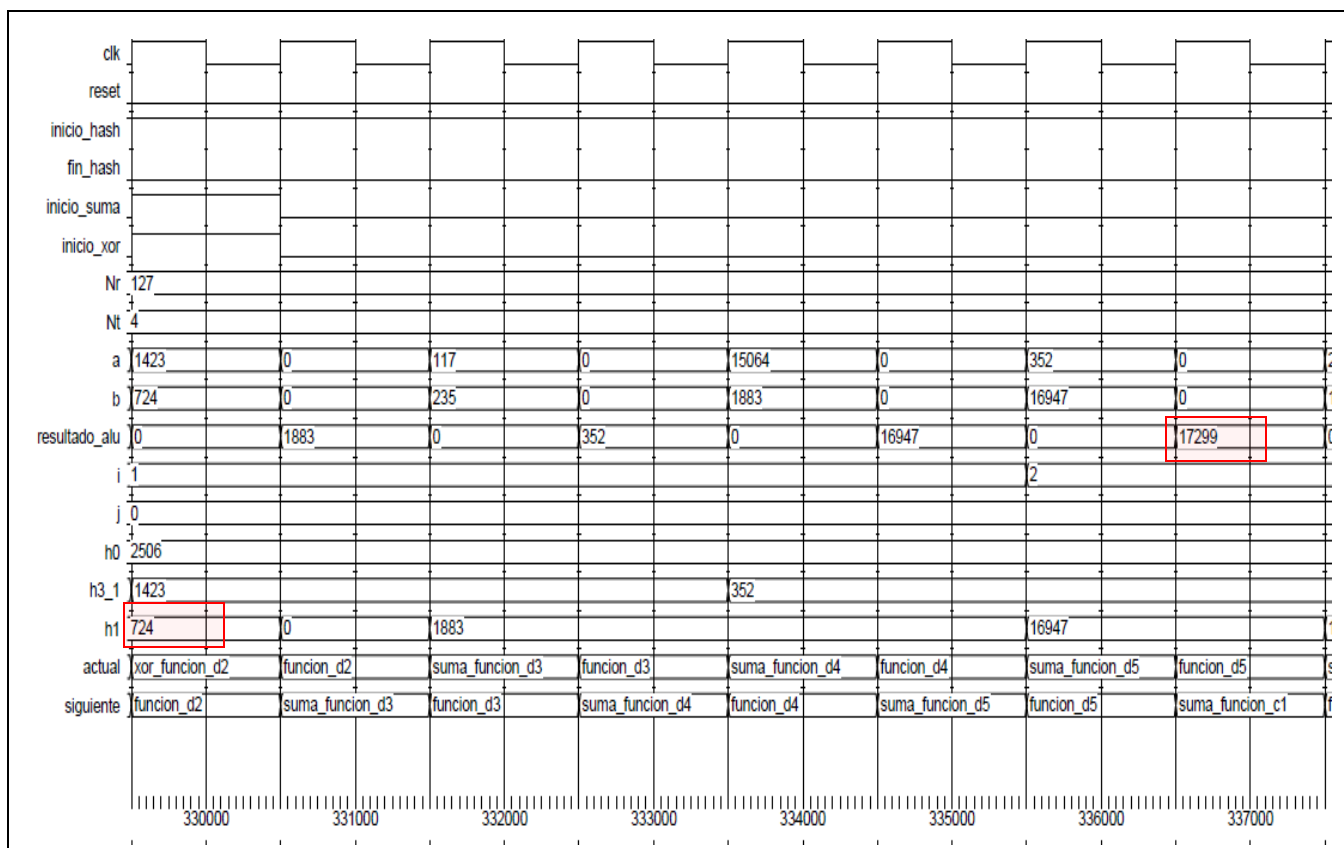 clk
reset
inicio_hash
fin_hash
inicio_suma
inicio_xor
Nr 127
Nt 4
a 1423 0 117 0 15064 0 352 0 2
b 724 0 235 0 1883 0 16947 0
resultado_alu 0 1883 0 352 0 16947 0 17299 0
i 1 2
j 0
h0 2506
h3_1 1423 352
h1 724 0 1883 16947
actual xor_funcion_d2 funcion_d2 suma_funcion_d3 funcion_d3 suma_funcion_d4 funcion_d4 suma_funcion_d5 funcion_d5 s
siguiente funcion_d2 suma_funcion_d3 funcion_d3 suma_funcion_d4 funcion_d4 suma_funcion_d5 funcion_d5 suma_funcion_c1 f
330000 331000 332000 333000 334000 335000 336000 337000